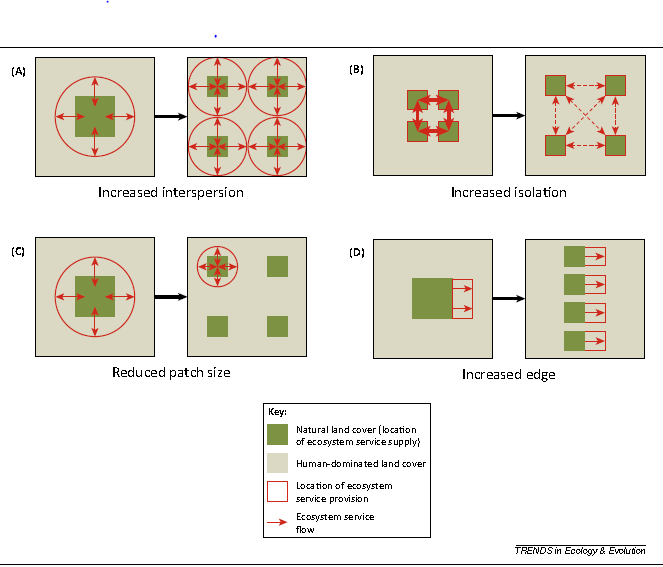 (A)
(B)
Increased interspersion
Increased isolation
(C)
(D)
Reduced patch size
Increased edge
Key:
Natural land cover (location
of ecosystem service supply)
Human-dominated land cover
Location of ecosystem
service provision
Ecosystem service
flow
TRENDS in Ecology & Evolution